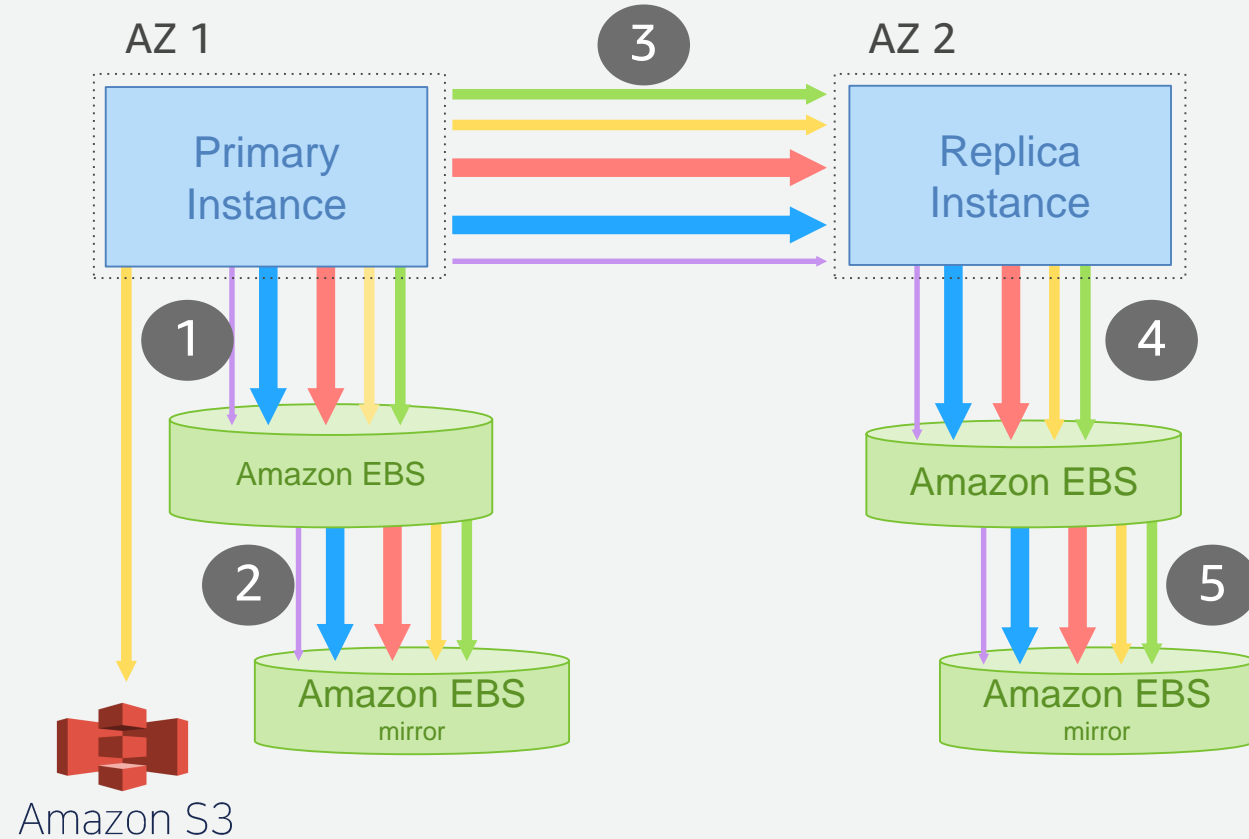 AZ 1
3
AZ 2
Primary
Instance
Replica
Instance
1
4
Amazon EBS
Amazon EBS
2
5
Amazon EBS
mirror
Amazon EBS
mirror
Amazon S3